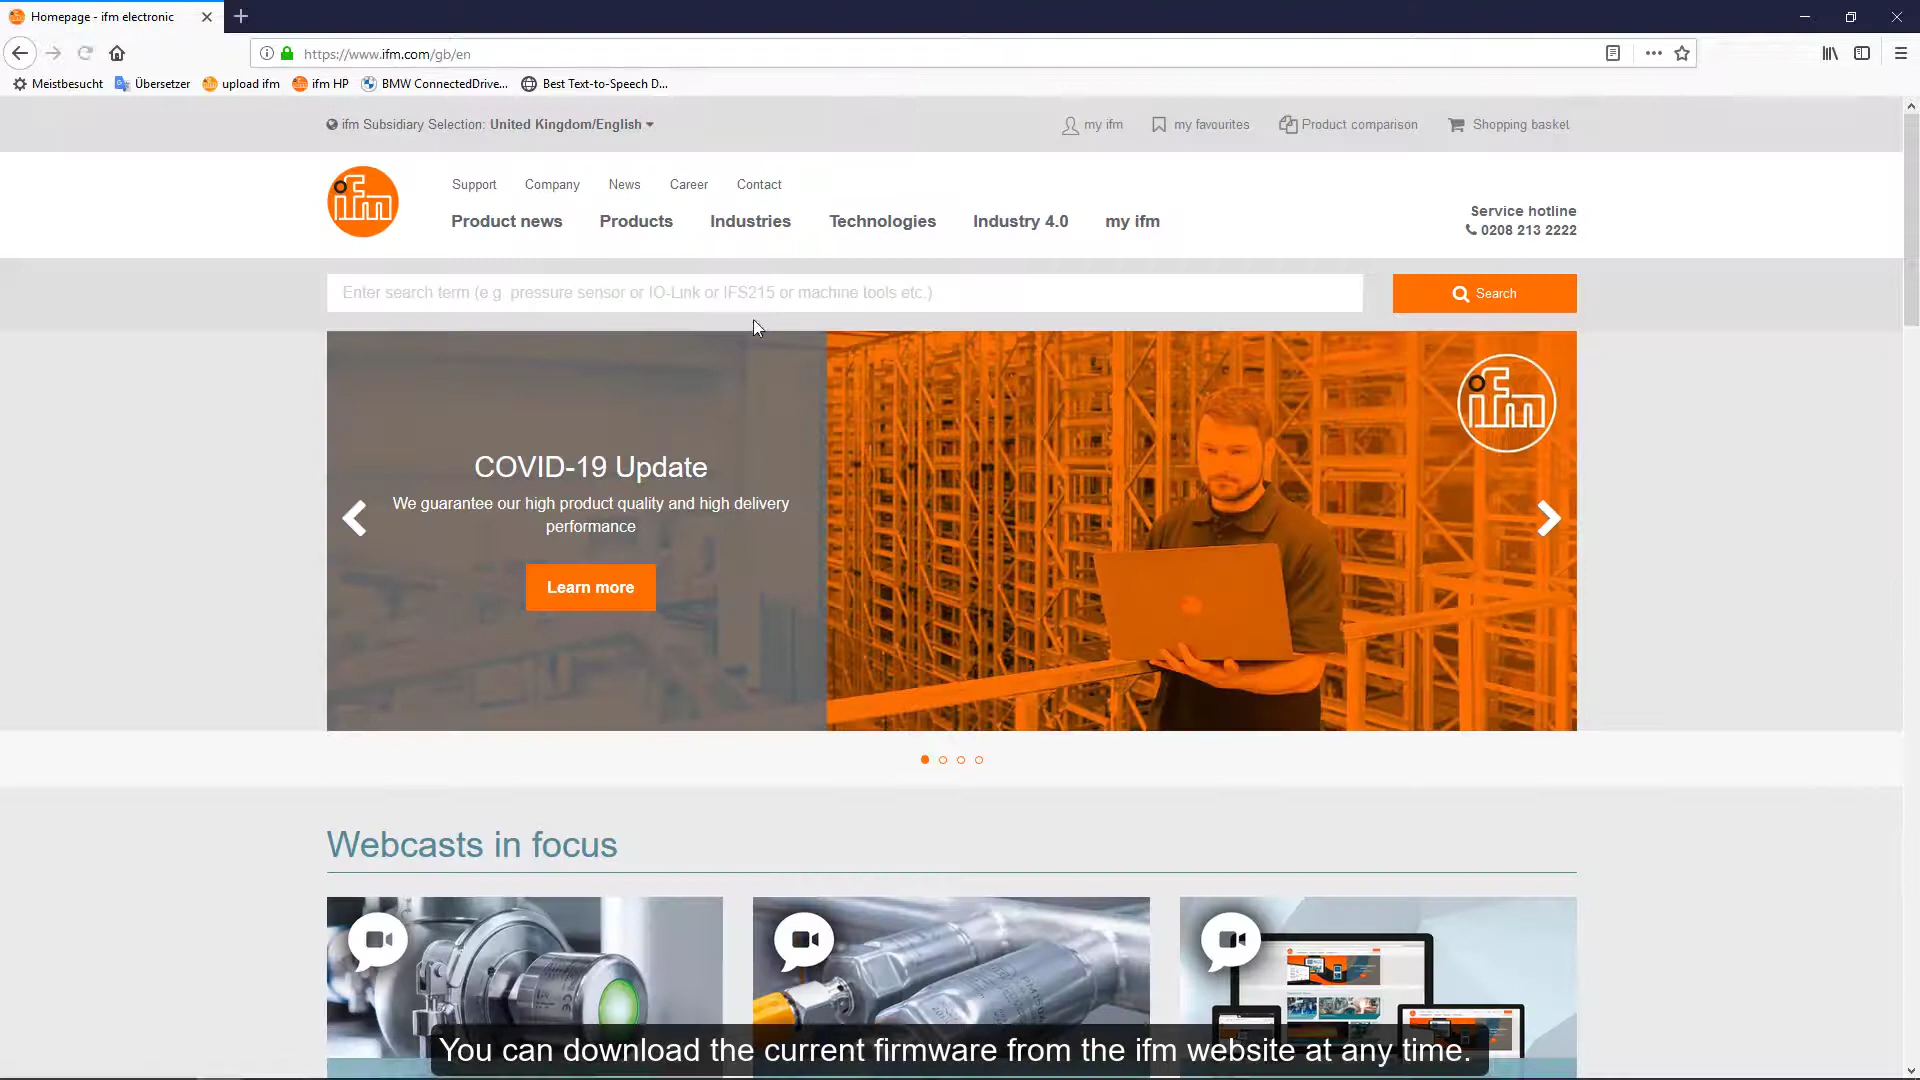 Homepage - ifm electronic
https://www.ifm.com/gb/en
Meistbesucht
Übersetzer
upload ifm
ifm HP
BMW ConnectedDrive...
Best Text-to-Speech D...
ifm Subsidiary Selection: United Kingdom/English
my ifm
my favourites
Product comparison
Shopping basket
ifm
Support
Company
News
Career
Contact
Product news
Products
Industries
Technologies
Industry 4.0
my ifm
Service hotline
0208 213 2222
Enter search term (e.g. pressure sensor or IO-Link or IFS215 or machine tools etc.)
Search
ifm
COVID-19 Update
We guarantee our high product quality and high delivery
performance
Learn more
Webcasts in focus
You can download the current firmware from the ifm website at any time.